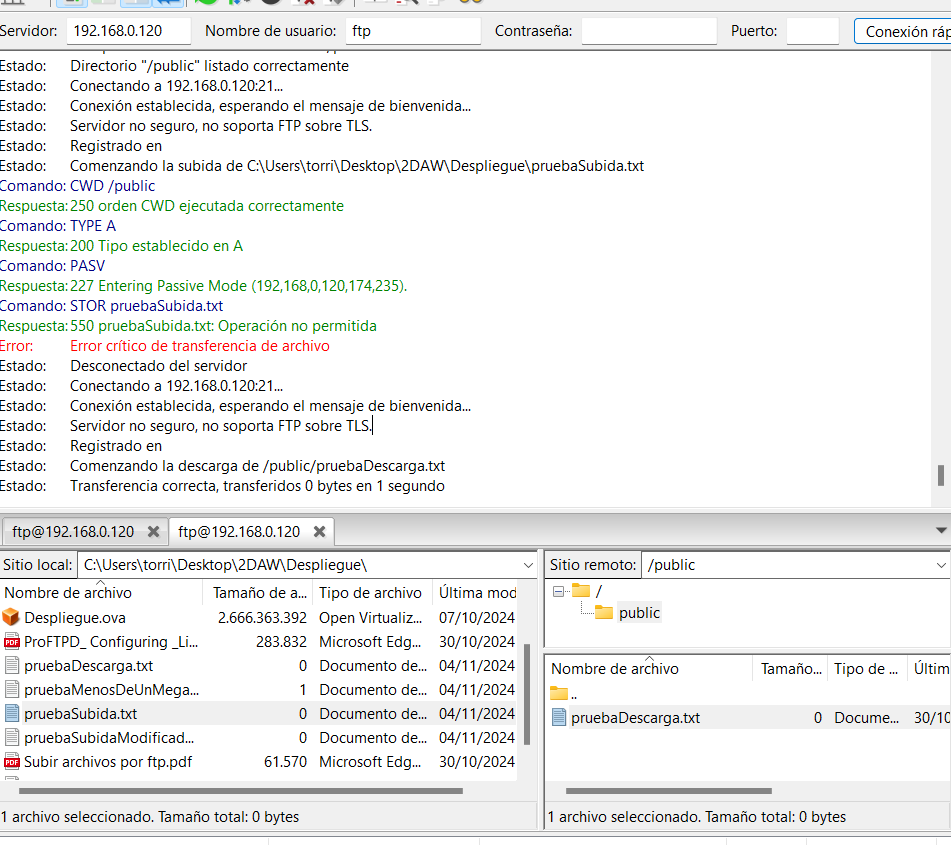 Servidor: 192.168.0.120 Nombre de usuario: ftp Contraseña: Puerto: Conexión ráp
Estado: Directorio "/public" listado correctamente
Estado: Conectando a 192.168.0.120:21...
Estado: Conexión establecida, esperando el mensaje de bienvenida...
Estado: Servidor no seguro, no soporta FTP sobre TLS.
Estado: Registrado en
Estado: Comenzando la subida de C:\Users\torri\Desktop\2DAW\Despliegue\pruebaSubida.txt
Comando: CWD /public
Respuesta: 250 orden CWD ejecutada correctamente
Comando: TYPE A
Respuesta: 200 Tipo establecido en A
Comando: PASV
Respuesta: 227 Entering Passive Mode (192,168,0,120,174,235).
Comando: STOR pruebaSubida.txt
Respuesta: 550 pruebaSubida.txt: Operación no permitida
Error: Error crítico de transferencia de archivo
Estado: Desconectado del servidor
Estado: Conectando a 192.168.0.120:21...
Estado: Conexión establecida, esperando el mensaje de bienvenida...
Estado: Servidor no seguro, no soporta FTP sobre TLS.
Estado: Registrado en
Estado: Comenzando la descarga de /public/pruebaDescarga.txt
Estado: Transferencia correcta, transferidos 0 bytes en 1 segundo
ftp@192.168.0.120 ftp@192.168.0.120
Sitio local: C:\Users\torri\Desktop\2DAW\Despliegue\
Nombre de archivo Tamaño de a... Tipo de archivo Última mod
Despliegue.ova 2.666.363.392 Open Virtualiz... 07/10/2024
ProFTPD_ Configuring _Li... 283.832 Microsoft Edg... 30/10/2024
pruebaDescarga.txt 0 Documento de... 04/11/2024
pruebaMenosDeUnMega... 1 Documento de... 04/11/2024
pruebaSubida.txt 0 Documento de... 04/11/2024
pruebaSubidaModificad... 0 Documento de... 04/11/2024
Subir archivos por ftp.pdf 61.570 Microsoft Edg... 30/10/2024
1 archivo seleccionado. Tamaño total: 0 bytes
Sitio remoto: /public
/
public
Nombre de archivo Tamaño... Tipo de ... Últim
..
pruebaDescarga.txt 0 Docume... 30/10
1 archivo seleccionado. Tamaño total: 0 bytes